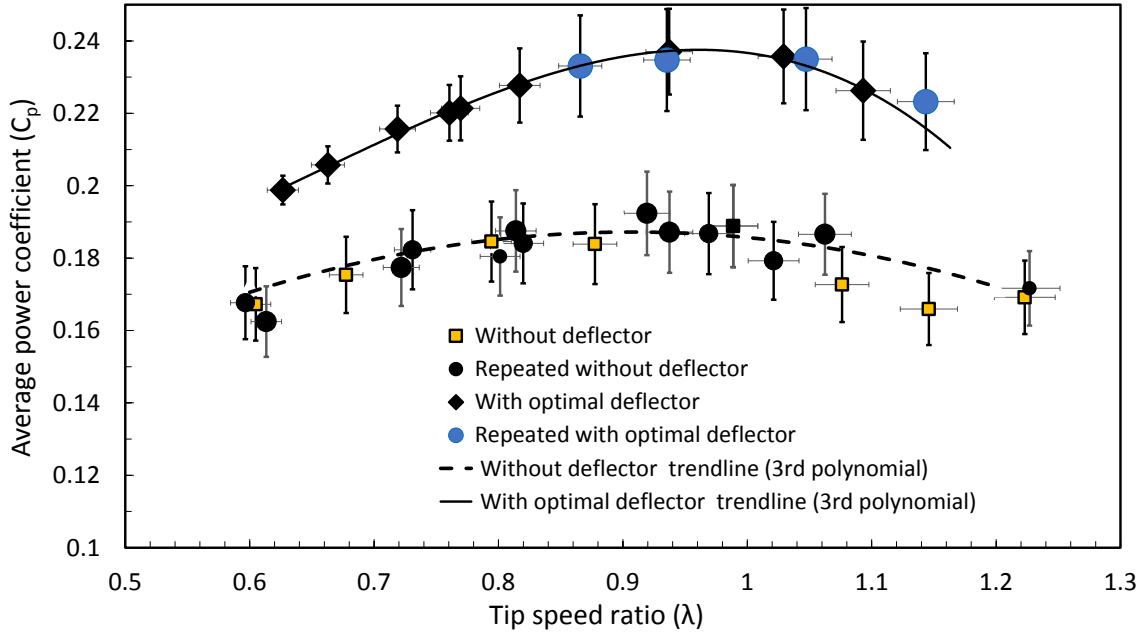 Average power coefficient (Cp)
0.24
0.22
0.2
0.18
0.16
0.14
0.12
0.1
Without deflector
Repeated without deflector
With optimal deflector
Repeated with optimal deflector
Without deflector trendline (3rd polynomial)
With optimal deflector trendline (3rd polynomial)
0.5 0.6 0.7 0.8 0.9 1 1.1 1.2 1.3
Tip speed ratio (λ)